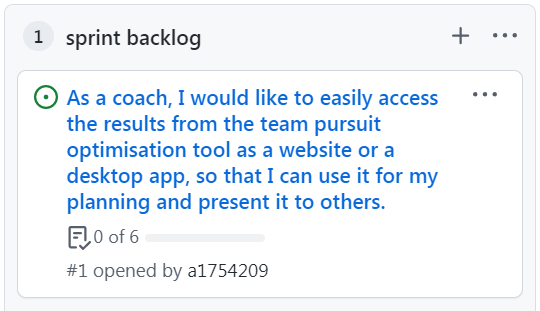 1 sprint backlog
As a coach, I would like to easily access
the results from the team pursuit
optimisation tool as a website or a
desktop app, so that I can use it for my
planning and present it to others.
0 of 6
#1 opened by a1754209